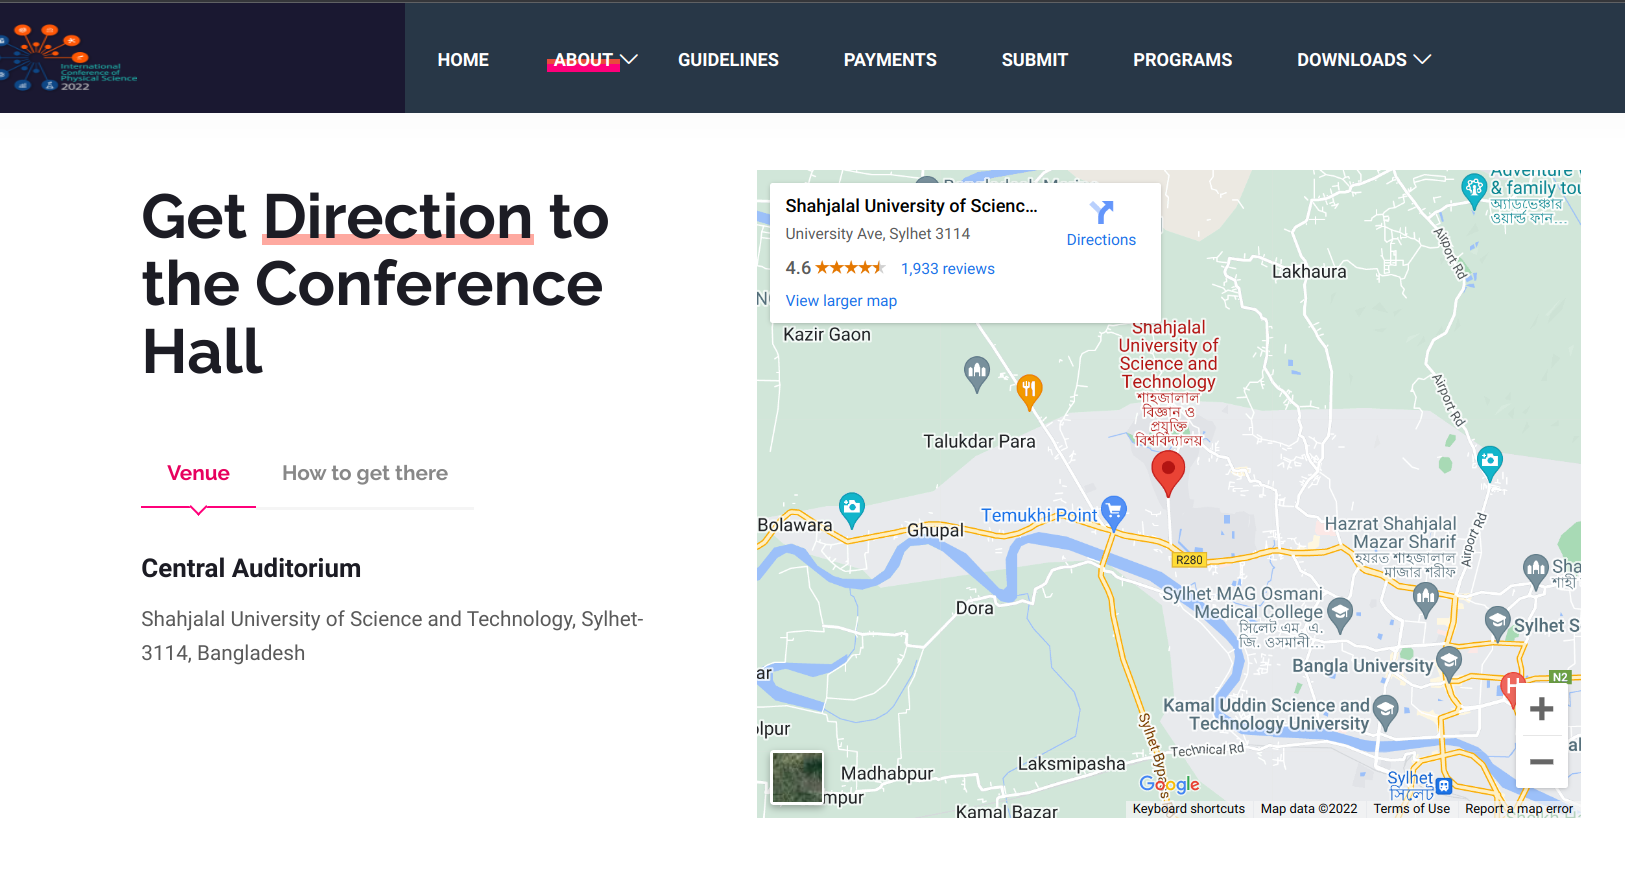 International
Conference of
Physical Science
2022
HOME
ABOUT
GUIDELINES
PAYMENTS
SUBMIT
PROGRAMS
DOWNLOADS
Get Direction to
the Conference
Hall
Venue
How to get there
Central Auditorium
Shahjalal University of Science and Technology, Sylhet-
3114, Bangladesh
Shahjalal University of Scienc...
University Ave, Sylhet 3114
4.6
1,933 reviews
View larger map
Directions
Adventure
& family tou
অ্যাডভেঞ্চার
ওয়ার্ল্ড ফান...
Airport Rd
Lakhaura
Kazir Gaon
Shahjalal
University of
Science and
Technology
শাহজালাল
বিজ্ঞান ও
প্রযুক্তি
বিশ্ববিদ্যালয়
Airport Rd
Talukdar Para
Temukhi Point
Bolawara
Ghupal
R280
Hazrat Shahjalal
Mazar Sharif
হযরত শাহজালাল
মাজার শরীফ
Airport Rd
Sha
শাহী
Dora
Sylhet MAG Osmani
Medical College
সিলেট এম. এ.
জি. ওসমানী...
Sylhet S
Bangla University
ar
N2
H
Kamal Uddin Science and
Technology University
lpur
Sylhet Bypass
Technical Rd
al
Laksmipasha
Madhabpur
mpur
Kamal Bazar
Sylhet
সিলেট
Google
Keyboard shortcuts
Map data ©2022
Terms of Use
Report a map error